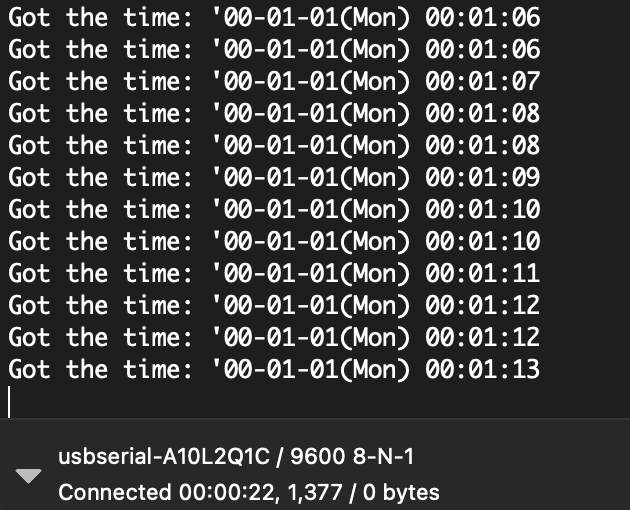 Got the time: '00-01-01(Mon) 00:01:06
Got the time: '00-01-01(Mon) 00:01:06
Got the time: '00-01-01(Mon) 00:01:07
Got the time: '00-01-01(Mon) 00:01:08
Got the time: '00-01-01(Mon) 00:01:08
Got the time: '00-01-01(Mon) 00:01:09
Got the time: '00-01-01(Mon) 00:01:10
Got the time: '00-01-01(Mon) 00:01:10
Got the time: '00-01-01(Mon) 00:01:11
Got the time: '00-01-01(Mon) 00:01:12
Got the time: '00-01-01(Mon) 00:01:12
Got the time: '00-01-01(Mon) 00:01:13
usbserial-A10L2Q1C / 9600 8-N-1
Connected 00:00:22, 1,377 / 0 bytes